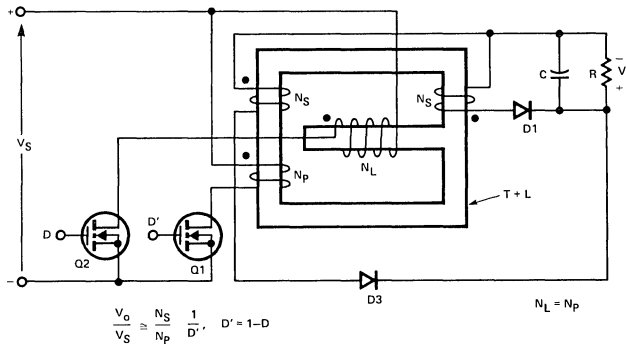 +
V_S
−
N_S
N_P
N_L
N_S
C
R
−
V
+
D1
T + L
D
Q2
D'
Q1
D3
N_L = N_P
V_o/V_S ≅ N_S/N_P 1/D', D' = 1–D